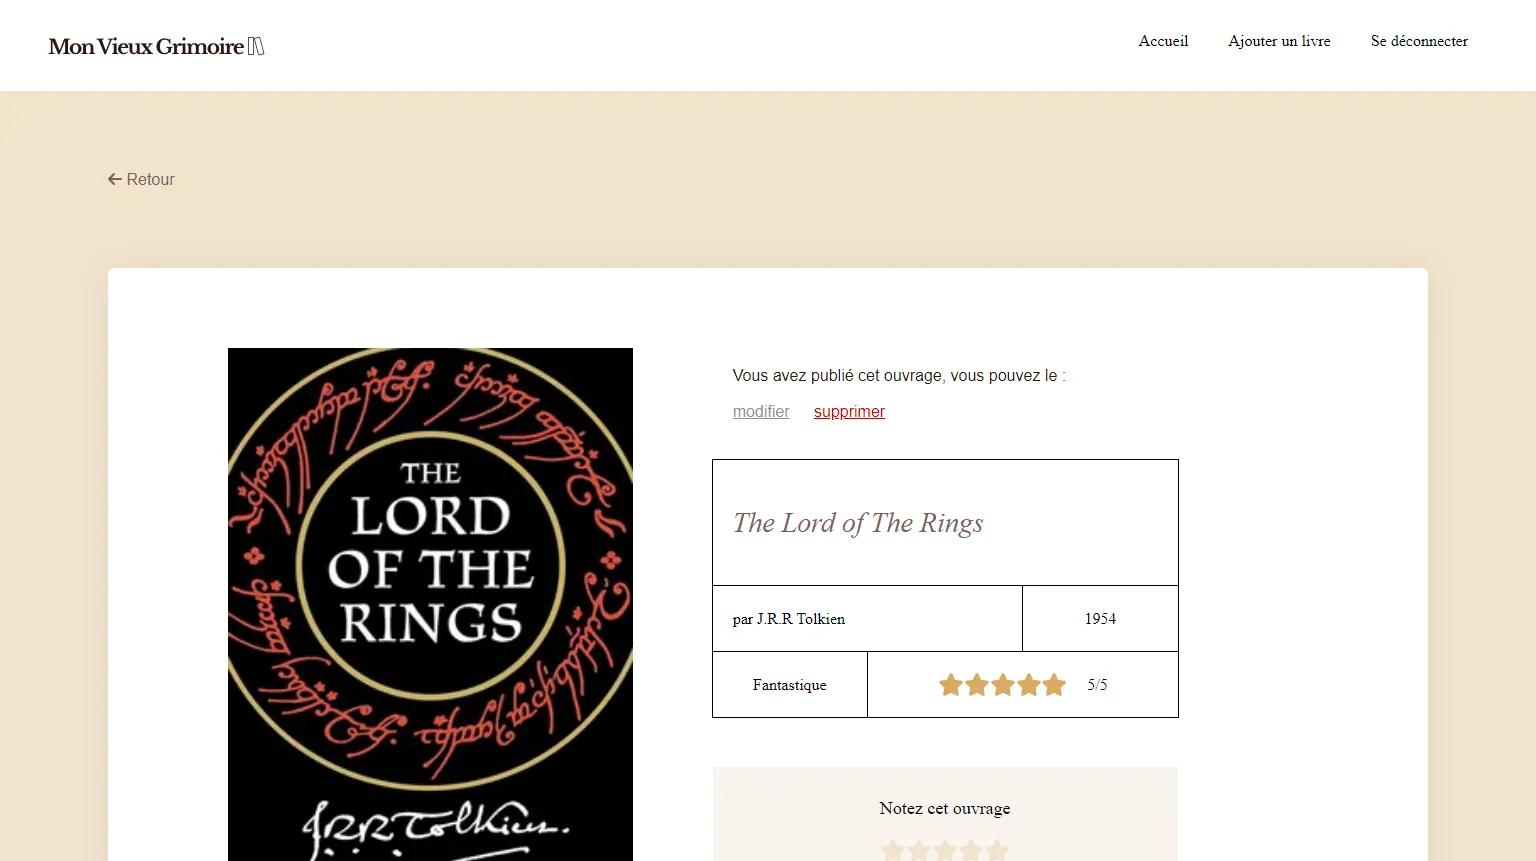 Mon Vieux Grimoire
Accueil
Ajouter un livre
Se déconnecter
Retour
THE
LORD
OF THE
RINGS
JRR Tolkien.
Vous avez publié cet ouvrage, vous pouvez le :
modifier
supprimer
The Lord of The Rings
par J.R.R Tolkien
1954
Fantastique
5/5
Notez cet ouvrage